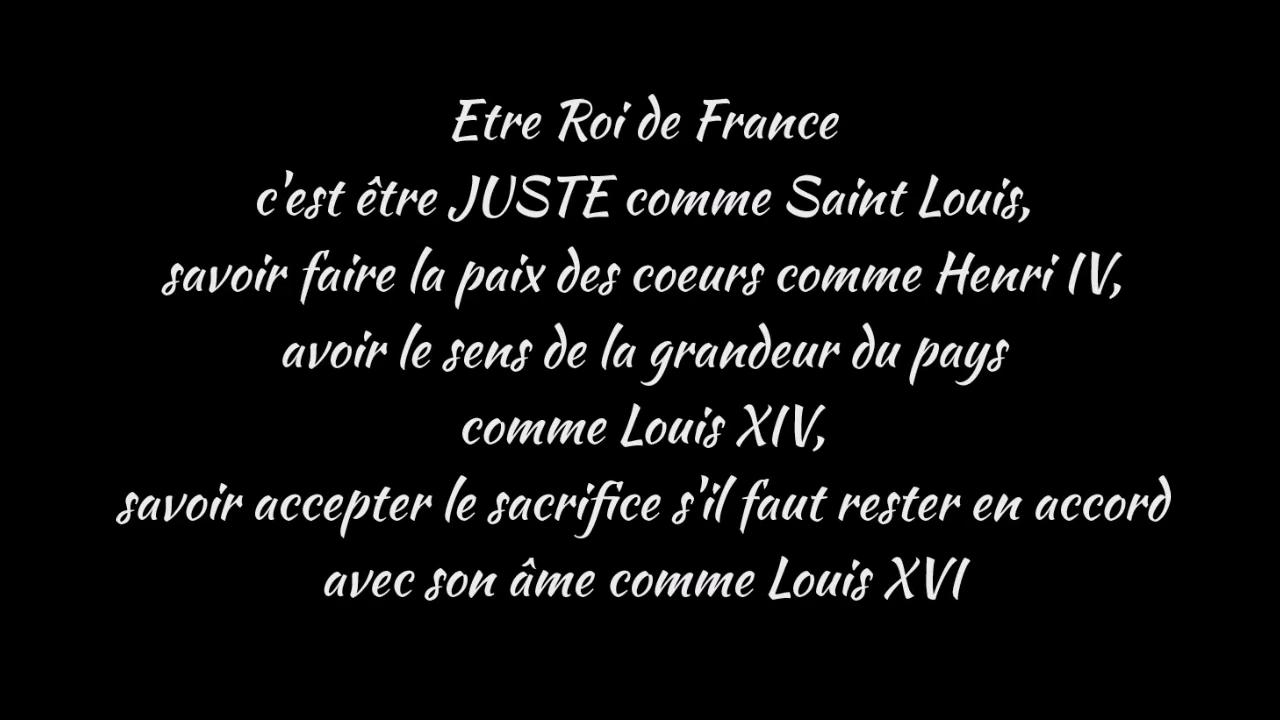 Etre Roi de France
c'est être JUSTE comme Saint Louis,
savoir faire la paix des coeurs comme Henri IV,
avoir le sens de la grandeur du pays
comme Louis XIV,
savoir accepter le sacrifice s'il faut rester en accord
avec son âme comme Louis XVI